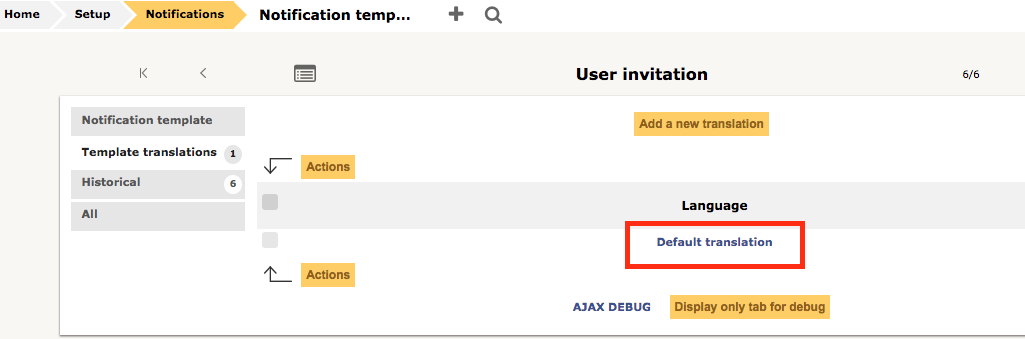 Home Setup Notifications Notification temp...
User invitation 6/6
Notification template
Template translations 1
Historical 6
All
Add a new translation
Actions
Language
Default translation
Actions
AJAX DEBUG Display only tab for debug